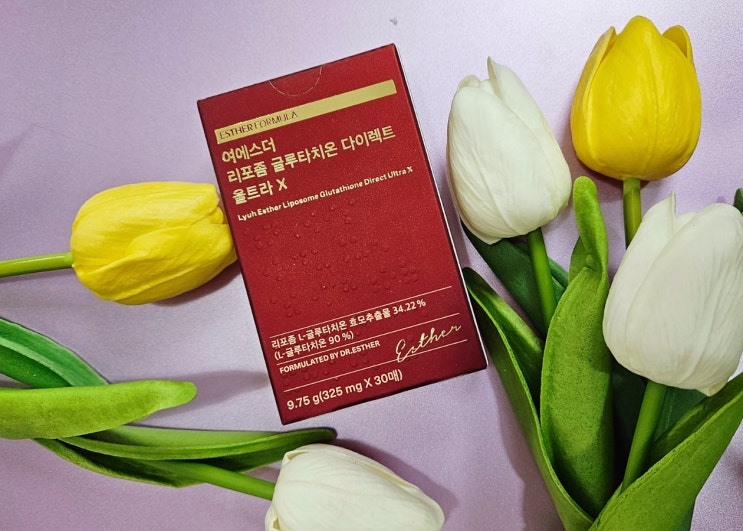 ESTHER FORMULA
여에스더
리포좀 글루타치온 다이렉트
울트라 X
Lyuh Esther Liposome Glutathione Direct Ultra X
리포좀 L-글루타치온 효모추출물 34.22 %
(L-글루타치온 90 %)
FORMULATED BY DR.ESTHER
Esther
9.75 g(325 mg X 30매)